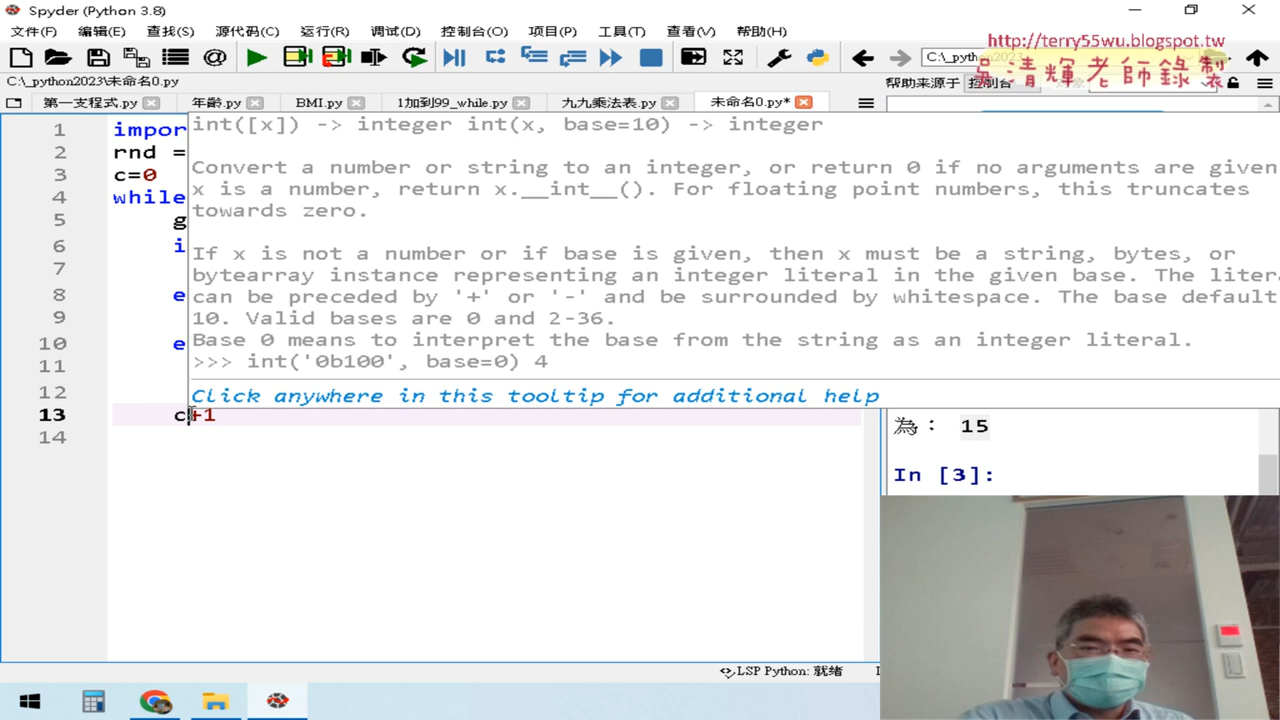 Spyder (Python 3.8)
文件(F) 编辑(E) 查找(S) 源代码(C) 运行(R) 调试(D) 控制台(O) 项目(P) 工具(T) 查看(V) 帮助(H)
http://terry55wu.blogspot.tw
吳清輝老師錄製
C:\_python2023
C:\_python2023\未命名0.py
帮助来源于 控制台
第一支程式.py 年齡.py BMI.py 1加到99_while.py 九九乘法表.py 未命名0.py*
1 impor
2 rnd =
3 c=0
4 while
5 g
6 i
7
8 e
9
10 e
11
12
13 c+1
14
int([x]) -> integer int(x, base=10) -> integer
Convert a number or string to an integer, or return 0 if no arguments are given
x is a number, return x.__int__(). For floating point numbers, this truncates
towards zero.
If x is not a number or if base is given, then x must be a string, bytes, or
bytearray instance representing an integer literal in the given base. The litera
can be preceded by '+' or '-' and be surrounded by whitespace. The base default
10. Valid bases are 0 and 2-36.
Base 0 means to interpret the base from the string as an integer literal.
>>> int('0b100', base=0) 4
Click anywhere in this tooltip for additional help
為： 15
In [3]:
LSP Python: 就绪